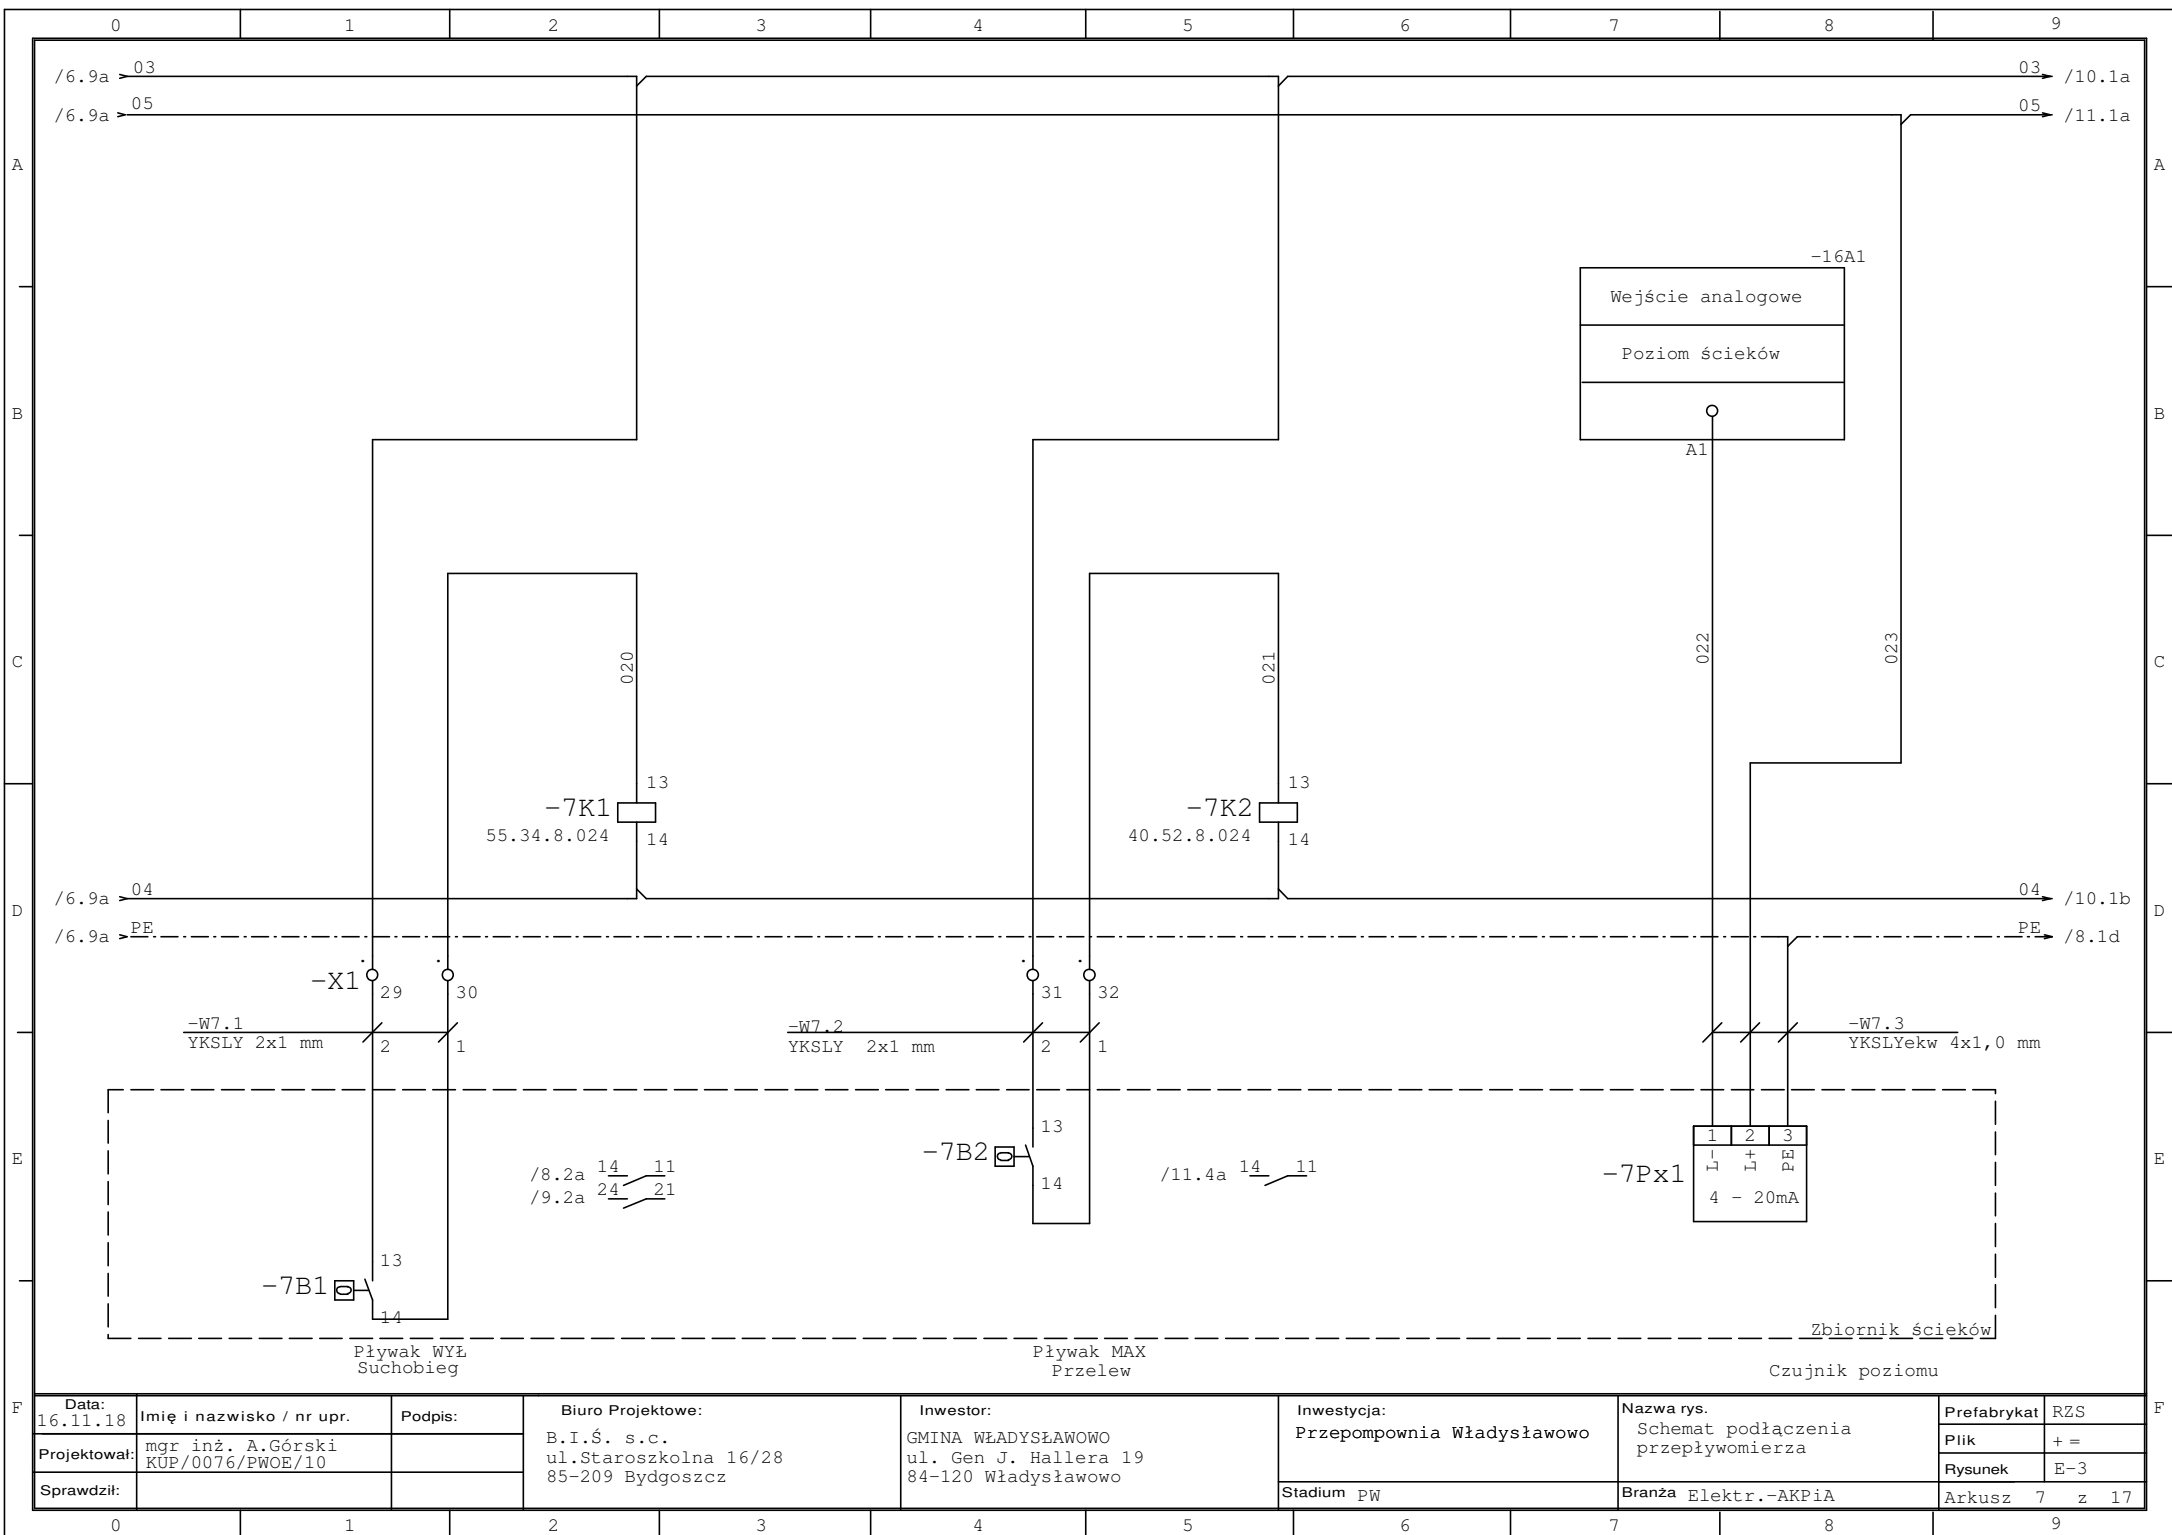 0 1 2 3 4 5 6 7 8 9
/6.9a 03 03 /10.1a
/6.9a 05 05 /11.1a
A A
-16A1
Wejście analogowe
Poziom ścieków
B B
A1
022 023
C 020 021 C
13 13
-7K1 -7K2
55.34.8.024 14 40.52.8.024 14
/6.9a 04 04 /10.1b
D D
/6.9a PE PE /8.1d
-X1 29 30 31 32
-W7.1 -W7.2 -W7.3
YKSLY 2x1 mm 2 1 YKSLY 2x1 mm 2 1 YKSLYekw 4x1,0 mm
13 1 2 3
-7B2 L- L+ PE
E /8.2a 14 11 /11.4a 14 11 -7Px1 E
/9.2a 24 21 14 4 - 20mA
13
-7B1
14
Zbiornik ścieków
Pływak WYŁ Pływak MAX
Suchobieg Przelew Czujnik poziomu
F F
Data:
16.11.18
Imię i nazwisko / nr upr.
Podpis:
Projektował:
mgr inż. A.Górski
KUP/0076/PWOE/10
Sprawdził:
Biuro Projektowe:
B.I.Ś. s.c.
ul.Staroszkolna 16/28
85-209 Bydgoszcz
Inwestor:
GMINA WŁADYSŁAWOWO
ul. Gen J. Hallera 19
84-120 Władysławowo
Inwestycja:
Przepompownia Władysławowo
Stadium PW
Nazwa rys.
Schemat podłączenia
przepływomierza
Branża Elektr.-AKPiA
Prefabrykat RZS
Plik + =
Rysunek E-3
Arkusz 7 z 17
0 1 2 3 4 5 6 7 8 9